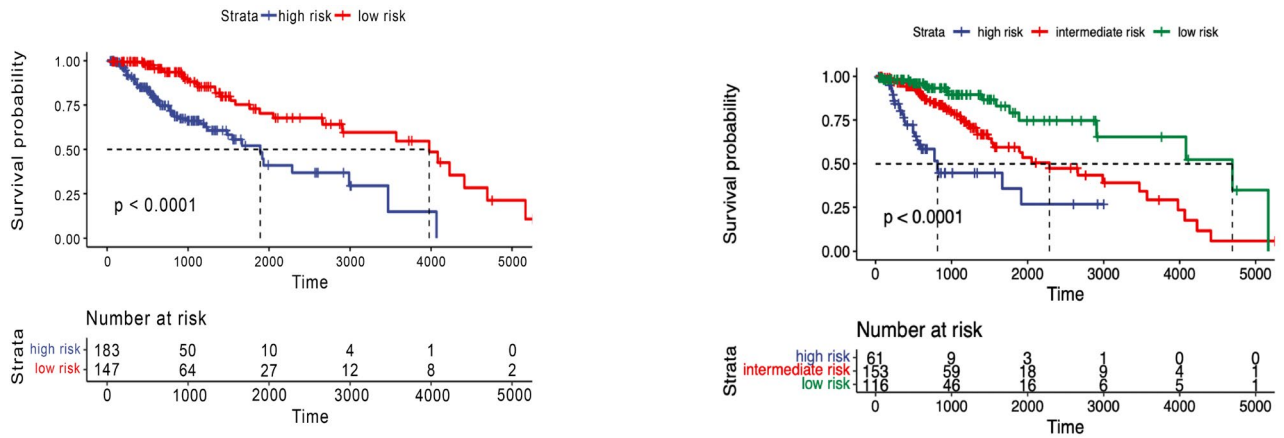 Strata high risk low risk
Survival probability
1.00
0.75
0.50
0.25
0.00
p < 0.0001
0 1000 2000 3000 4000 5000
Time
Number at risk
Strata
high risk 183 50 10 4 1 0
low risk 147 64 27 12 8 2
0 1000 2000 3000 4000 5000
Time
Strata high risk intermediate risk low risk
Survival probability
1.00
0.75
0.50
0.25
0.00
p < 0.0001
0 1000 2000 3000 4000 5000
Time
Number at risk
Strata
high risk 61 9 3 1 0 0
intermediate risk 153 59 18 9 4 1
low risk 116 46 16 6 5 1
0 1000 2000 3000 4000 5000
Time